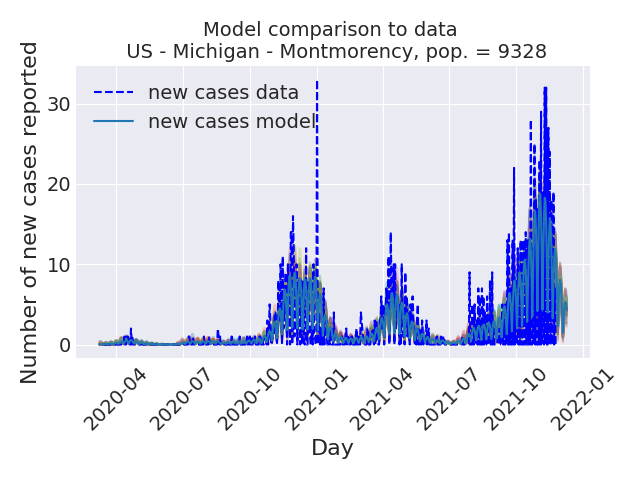 Model comparison to data
US - Michigan - Montmorency, pop. = 9328
Number of new cases reported
30
20
10
0
new cases data
new cases model
2020-04
2020-07
2020-10
2021-01
2021-04
2021-07
2021-10
2022-01
Day